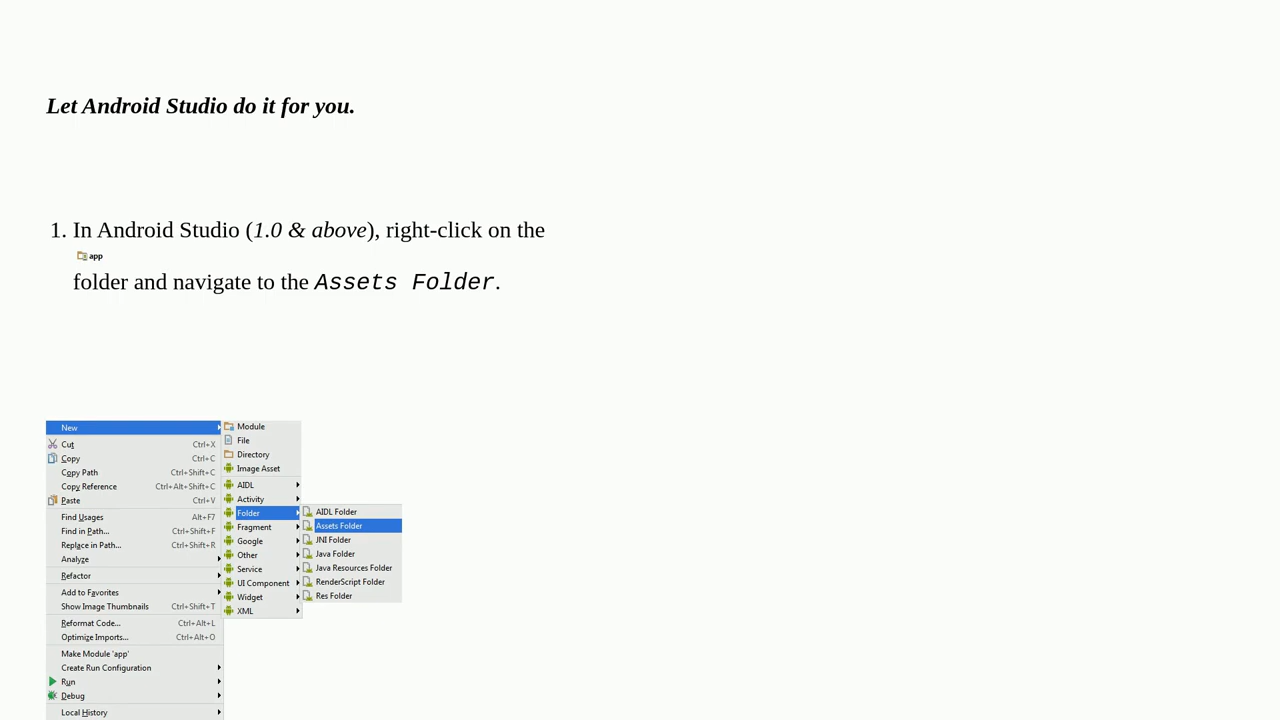 Let Android Studio do it for you.
1. In Android Studio (1.0 & above), right-click on the
app
folder and navigate to the Assets Folder.
New
Cut Ctrl+X
Copy Ctrl+C
Copy Path Ctrl+Shift+C
Copy Reference Ctrl+Alt+Shift+C
Paste Ctrl+V
Find Usages Alt+F7
Find in Path... Ctrl+Shift+F
Replace in Path... Ctrl+Shift+R
Analyze
Refactor
Add to Favorites
Show Image Thumbnails Ctrl+Shift+T
Reformat Code... Ctrl+Alt+L
Optimize Imports... Ctrl+Alt+O
Make Module 'app'
Create Run Configuration
Run
Debug
Local History
Module
File
Directory
Image Asset
AIDL
Activity
Folder
Fragment
Google
Other
Service
UI Component
Widget
XML
AIDL Folder
Assets Folder
JNI Folder
Java Folder
Java Resources Folder
RenderScript Folder
Res Folder